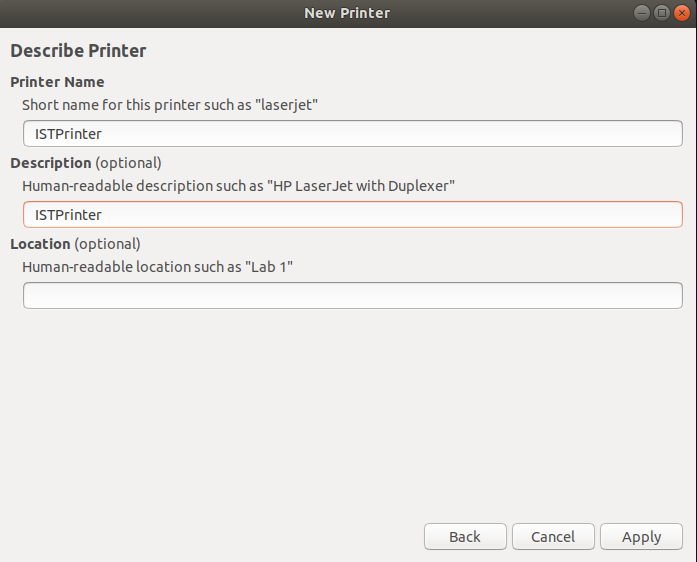 New Printer
Describe Printer
Printer Name
Short name for this printer such as "laserjet"
ISTPrinter
Description (optional)
Human-readable description such as "HP LaserJet with Duplexer"
ISTPrinter
Location (optional)
Human-readable location such as "Lab 1"
Back Cancel Apply